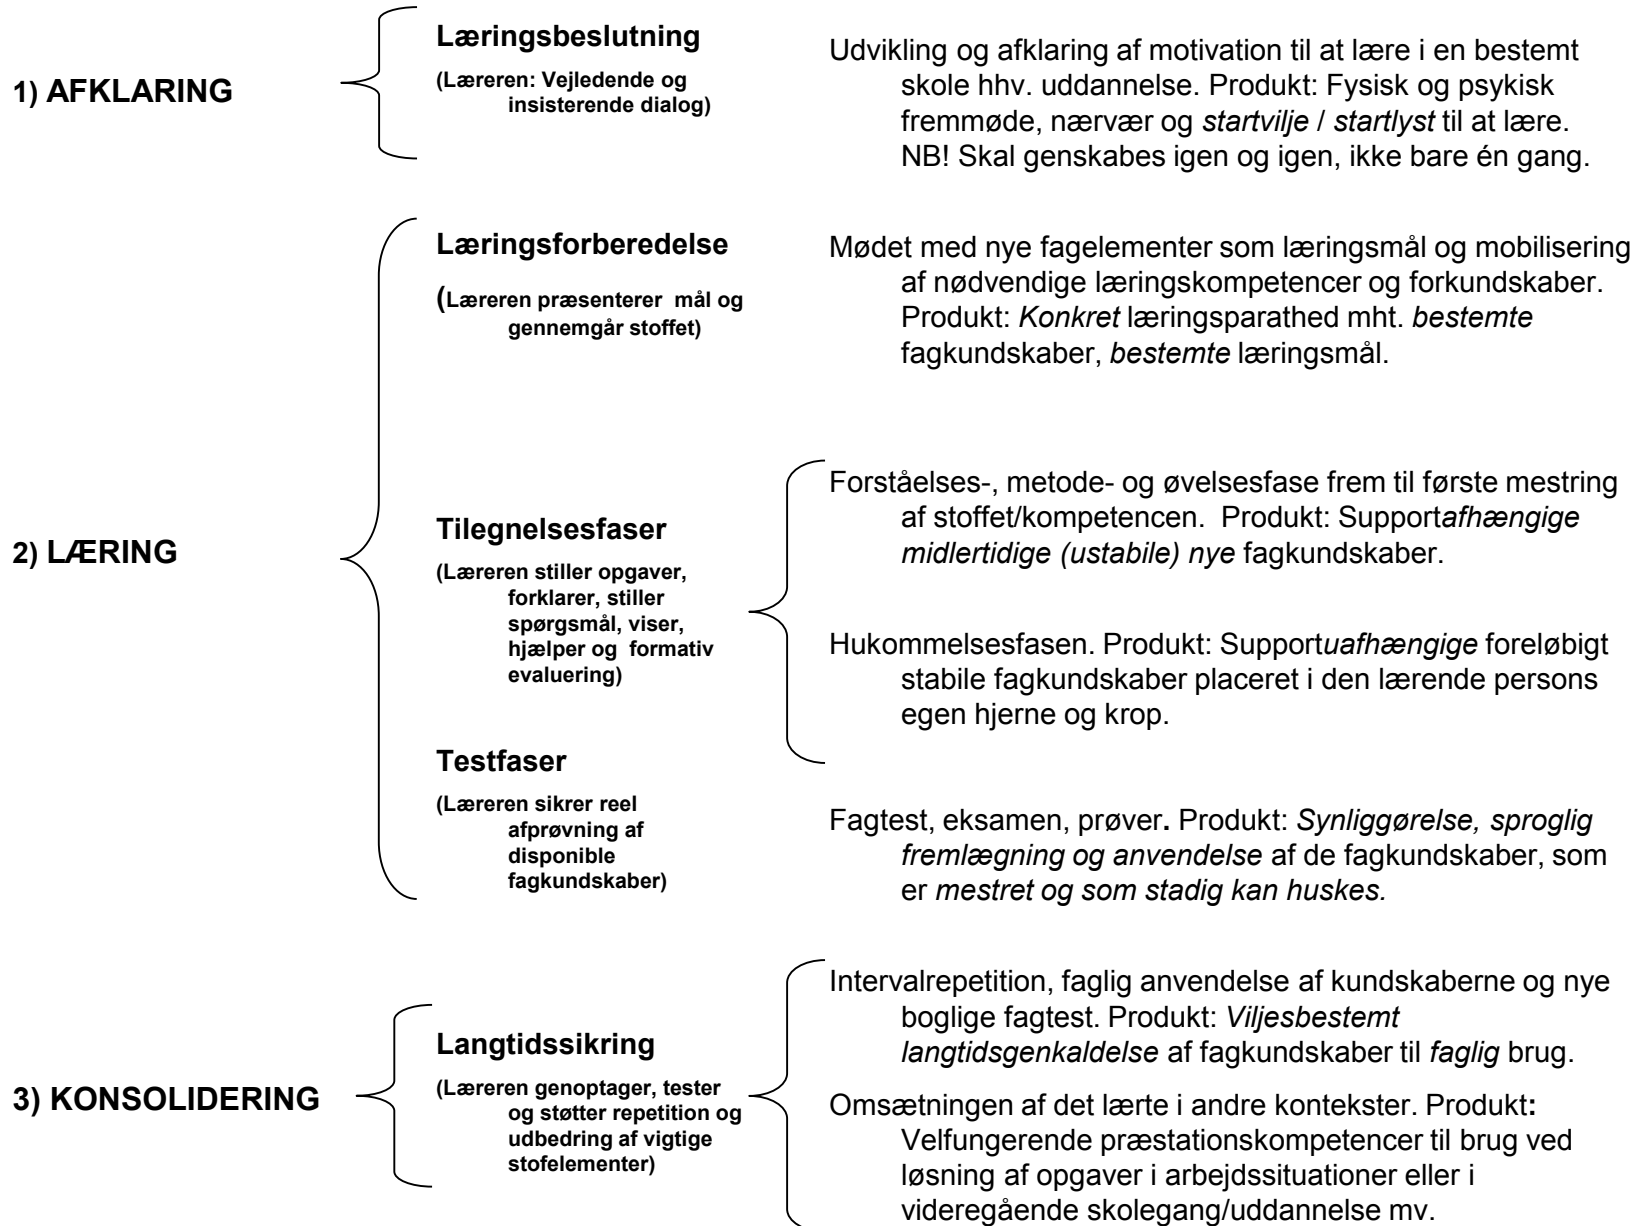 1) AFKLARING
Læringsbeslutning
(Læreren: Vejledende og
insisterende dialog)
Udvikling og afklaring af motivation til at lære i en bestemt
skole hhv. uddannelse. Produkt: Fysisk og psykisk
fremmøde, nærvær og startvilje / startlyst til at lære.
NB! Skal genskabes igen og igen, ikke bare én gang.
2) LÆRING
Læringsforberedelse
(Læreren præsenterer mål og
gennemgår stoffet)
Mødet med nye fagelementer som læringsmål og mobilisering
af nødvendige læringskompetencer og forkundskaber.
Produkt: Konkret læringsparathed mht. bestemte
fagkundskaber, bestemte læringsmål.
Tilegnelsesfaser
(Læreren stiller opgaver,
forklarer, stiller
spørgsmål, viser,
hjælper og formativ
evaluering)
Forståelses-, metode- og øvelsesfase frem til første mestring
af stoffet/kompetencen. Produkt: Supportafhængige
midlertidige (ustabile) nye fagkundskaber.
Hukommelsesfasen. Produkt: Supportuafhængige foreløbigt
stabile fagkundskaber placeret i den lærende persons
egen hjerne og krop.
Testfaser
(Læreren sikrer reel
afprøvning af
disponible
fagkundskaber)
Fagtest, eksamen, prøver. Produkt: Synliggørelse, sproglig
fremlægning og anvendelse af de fagkundskaber, som
er mestret og som stadig kan huskes.
3) KONSOLIDERING
Langtidssikring
(Læreren genoptager, tester
og støtter repetition og
udbedring af vigtige
stofelementer)
Intervalrepetition, faglig anvendelse af kundskaberne og nye
boglige fagtest. Produkt: Viljesbestemt
langtidsgenkaldelse af fagkundskaber til faglig brug.
Omsætningen af det lærte i andre kontekster. Produkt:
Velfungerende præstationskompetencer til brug ved
løsning af opgaver i arbejdssituationer eller i
videregående skolegang/uddannelse mv.